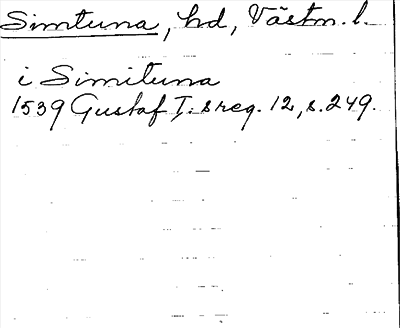 Simtuna, hd, Västm. l.
i Simituna
1539 Gustaf I:s reg. 12, s. 249.